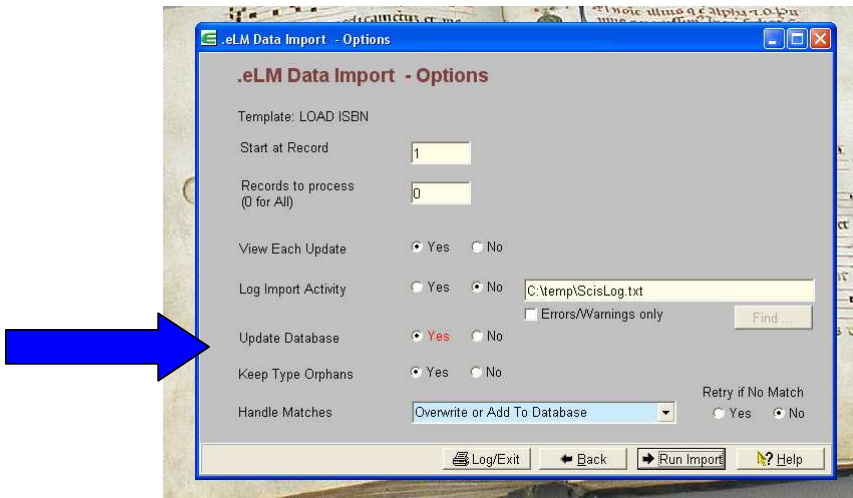 .eLM Data Import - Options
.eLM Data Import - Options
Template: LOAD ISBN
Start at Record 1
Records to process 0
(0 for All)
View Each Update Yes No
Log Import Activity Yes No C:\temp\ScisLog.txt
Errors/Warnings only Find ...
Update Database Yes No
Keep Type Orphans Yes No
Retry if No Match
Handle Matches Overwrite or Add To Database Yes No
Log/Exit Back Run Import Help